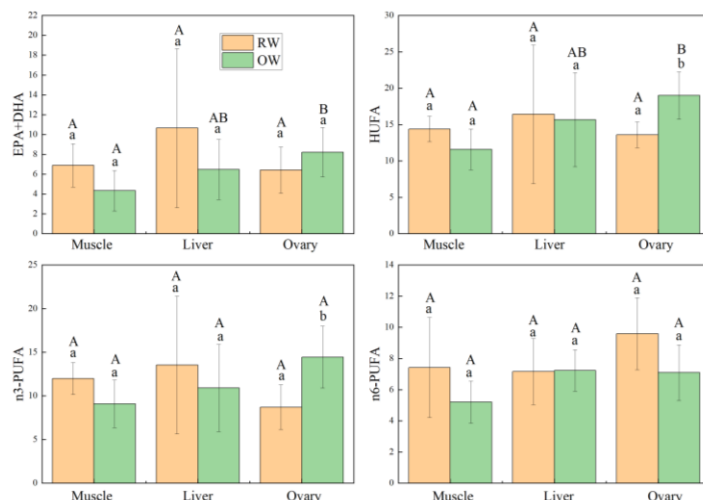 EPA+DHA
22
20
18
16
14
12
10
8
6
4
2
0
RW
OW
A
a
A
a
A
a
AB
a
A
a
B
a
Muscle
Liver
Ovary
HUFA
30
25
20
15
10
5
0
A
a
A
a
A
a
AB
a
A
a
B
b
Muscle
Liver
Ovary
n3-PUFA
25
20
15
10
5
0
A
a
A
a
A
a
A
a
A
a
A
b
Muscle
Liver
Ovary
n6-PUFA
14
12
10
8
6
4
2
0
A
a
A
a
A
a
A
a
A
a
A
a
Muscle
Liver
Ovary